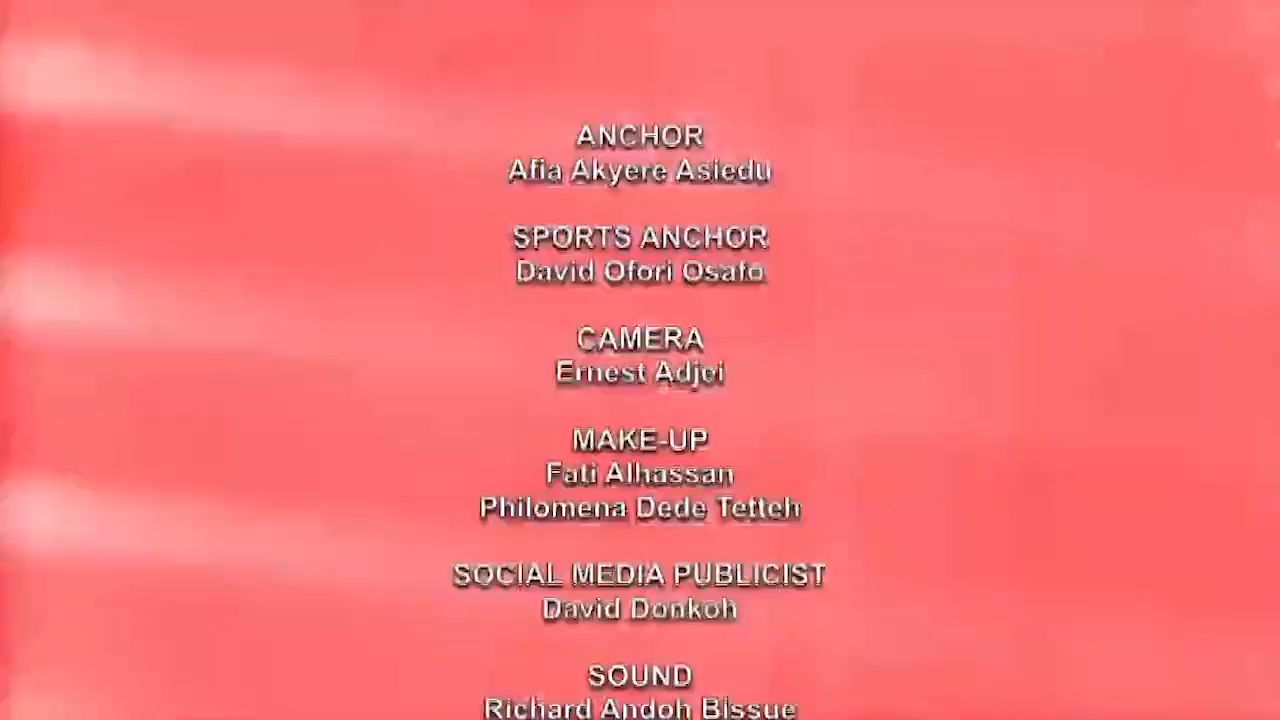 ANCHOR
Afia Akyere Asiedu
SPORTS ANCHOR
David Ofori Osafo
CAMERA
Ernest Adjei
MAKE-UP
Fati Alhassan
Philomena Dede Tetteh
SOCIAL MEDIA PUBLICIST
David Donkoh
SOUND
Richard Andoh Bissue